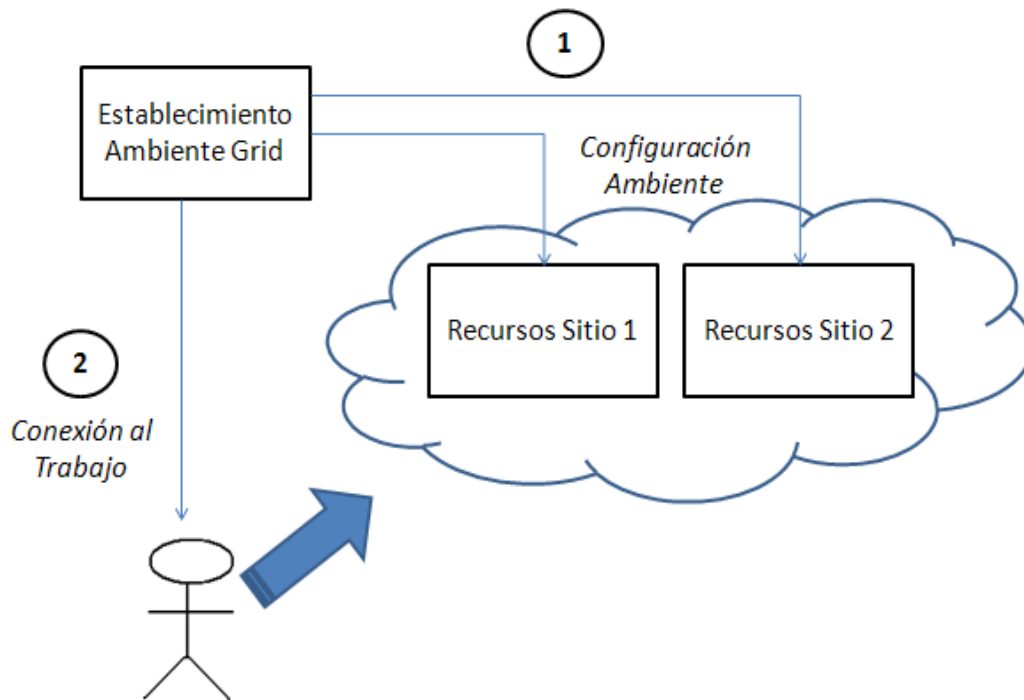 1
Establecimiento
Ambiente Grid
Configuración
Ambiente
Recursos Sitio 1
Recursos Sitio 2
2
Conexión al
Trabajo